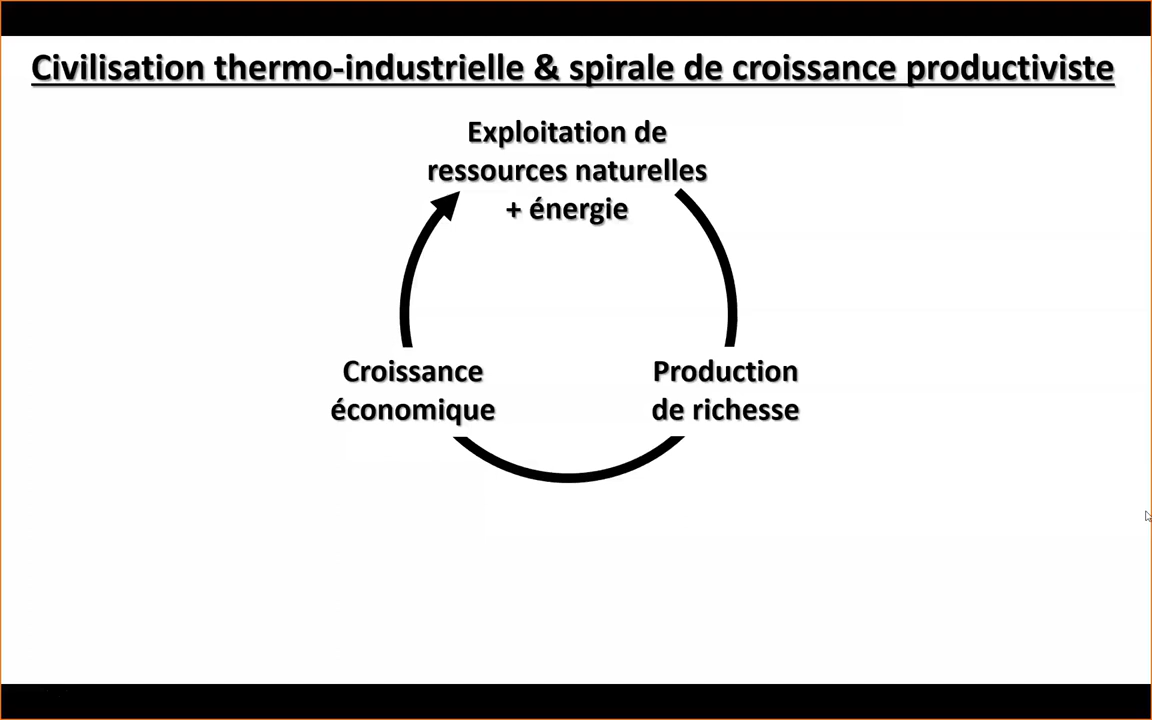 Civilisation thermo-industrielle & spirale de croissance productiviste
Exploitation de
ressources naturelles
+ énergie
Croissance
économique
Production
de richesse